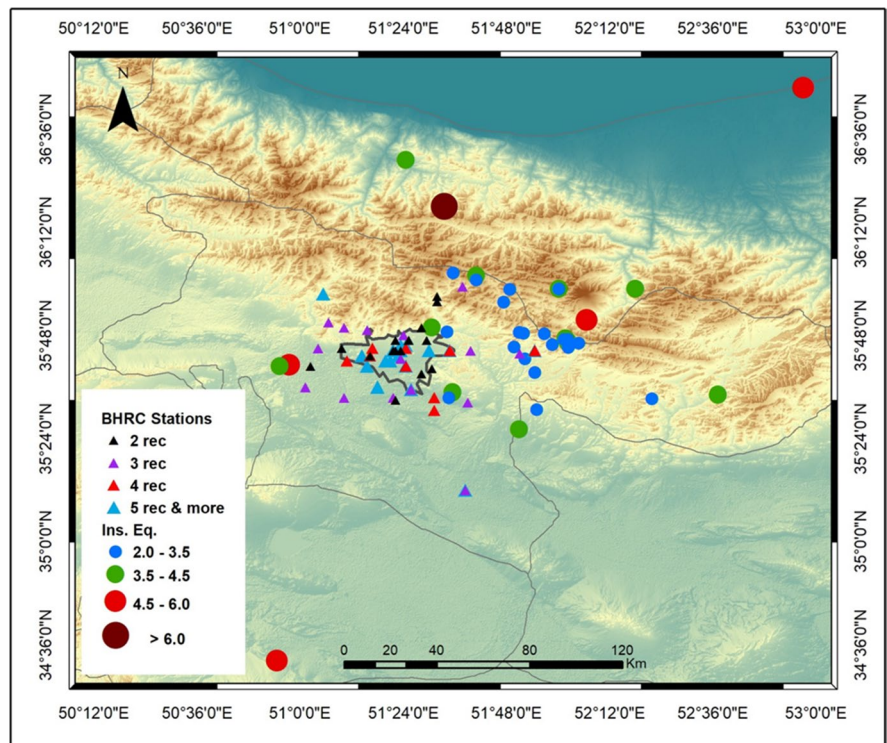 50°12'0"E 50°36'0"E 51°0'0"E 51°24'0"E 51°48'0"E 52°12'0"E 52°36'0"E 53°0'0"E
N
36°36'0"N 36°36'0"N
36°12'0"N 36°12'0"N
35°48'0"N 35°48'0"N
35°24'0"N 35°24'0"N
35°0'0"N 35°0'0"N
34°36'0"N 34°36'0"N
BHRC Stations
2 rec
3 rec
4 rec
5 rec & more
Ins. Eq.
2.0 - 3.5
3.5 - 4.5
4.5 - 6.0
> 6.0
0 20 40 80 120
Km
50°12'0"E 50°36'0"E 51°0'0"E 51°24'0"E 51°48'0"E 52°12'0"E 52°36'0"E 53°0'0"E